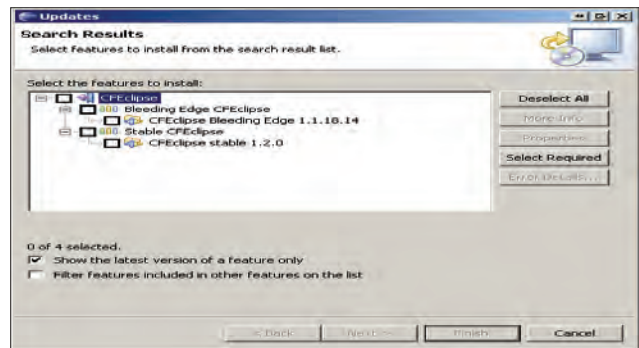 Updates
Search Results
Select features to install from the search result list.
Select the features to install:
CFEclipse
Bleeding Edge CFEclipse
CFEclipse Bleeding Edge 1.1.18.14
Stable CFEclipse
CFEclipse stable 1.2.0
Deselect All
More Info
Properties
Select Required
Error Details...
0 of 4 selected.
Show the latest version of a feature only
Filter features included in other features on the list
< Back
Next >
Finish
Cancel